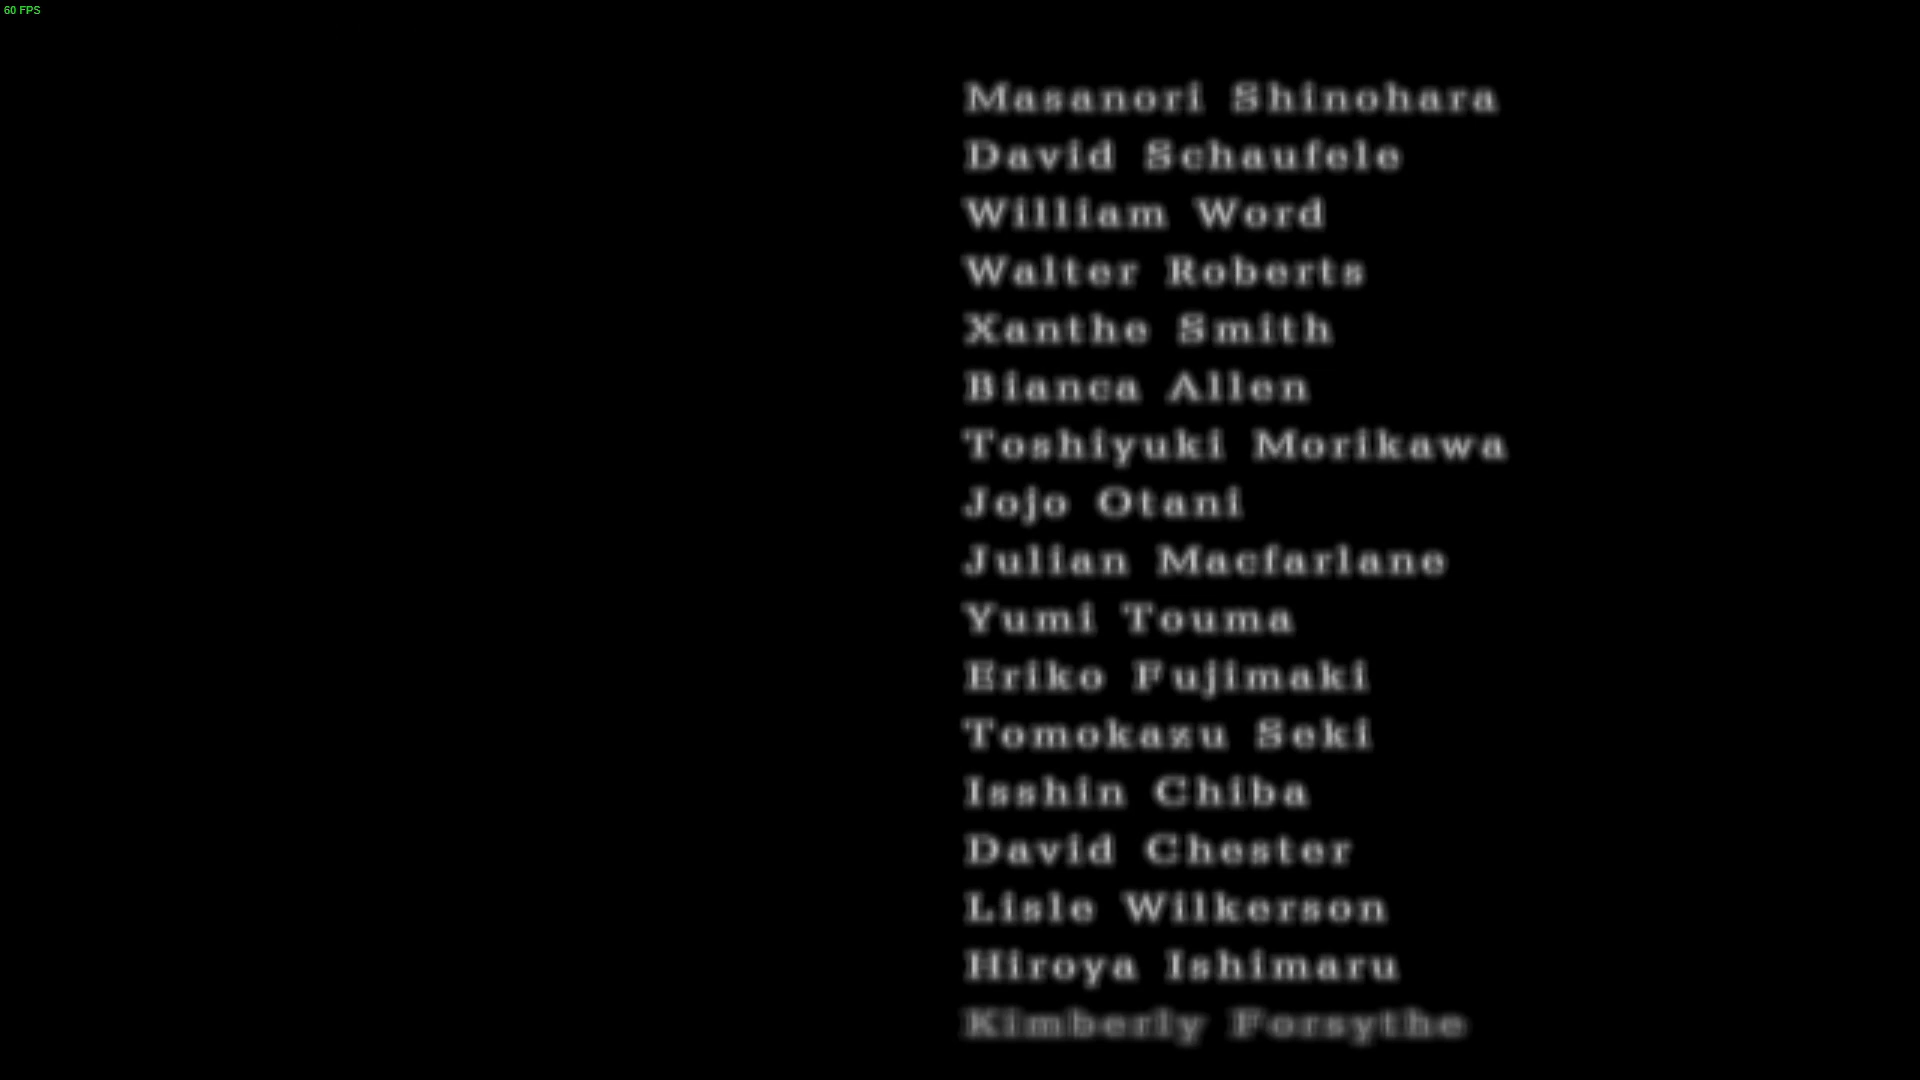 60 FPS
Masanori Shinohara
David Schaufele
William Word
Walter Roberts
Xanthe Smith
Bianca Allen
Toshiyuki Morikawa
Jojo Otani
Julian Macfarlane
Yumi Touma
Eriko Fujimaki
Tomokazu Seki
Isshin Chiba
David Chester
Lisle Wilkerson
Hiroya Ishimaru
Kimberly Forsythe